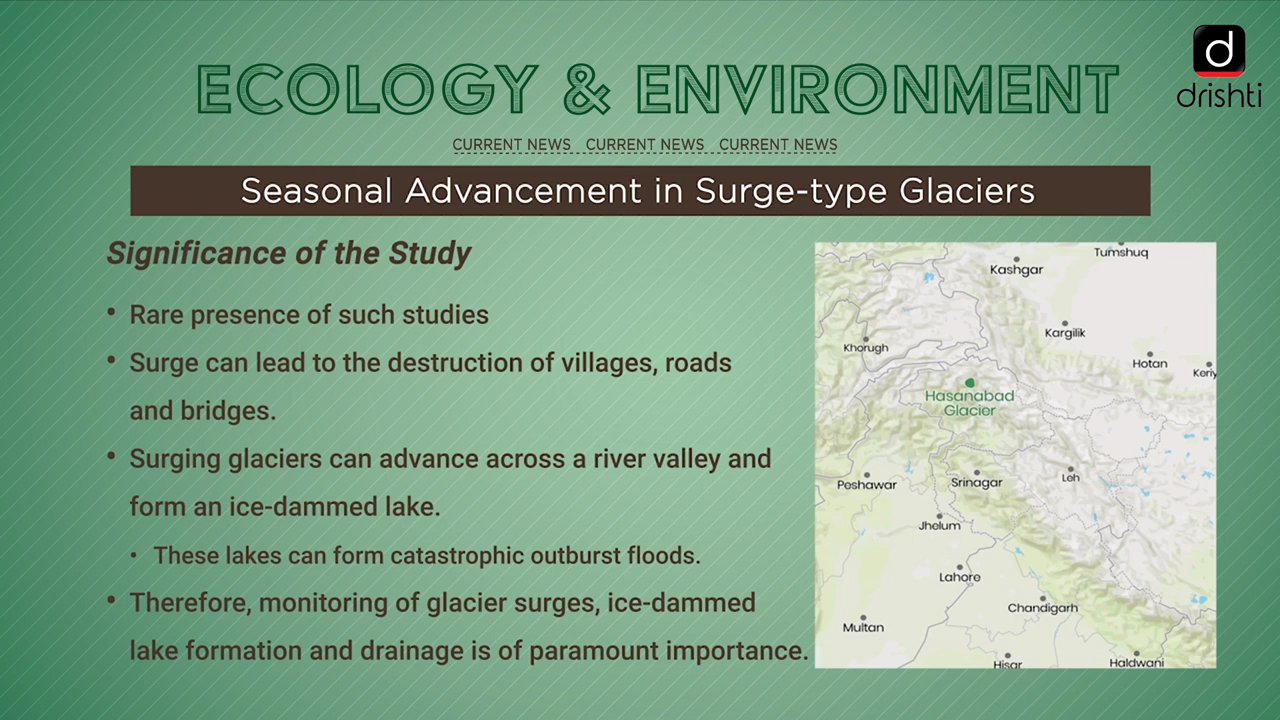 ECOLOGY & ENVIRONMENT
d
drishti
CURRENT NEWS CURRENT NEWS CURRENT NEWS
Seasonal Advancement in Surge-type Glaciers
Significance of the Study
• Rare presence of such studies
• Surge can lead to the destruction of villages, roads
and bridges.
• Surging glaciers can advance across a river valley and
form an ice-dammed lake.
• These lakes can form catastrophic outburst floods.
• Therefore, monitoring of glacier surges, ice-dammed
lake formation and drainage is of paramount importance.
Tumshuq
Kashgar
Kargilik
Khorugh
Hotan
Keriy
Hasanabad
Glacier
Peshawar
Srinagar
Leh
Jhelum
Lahore
Chandigarh
Multan
Hisar
Haldwani